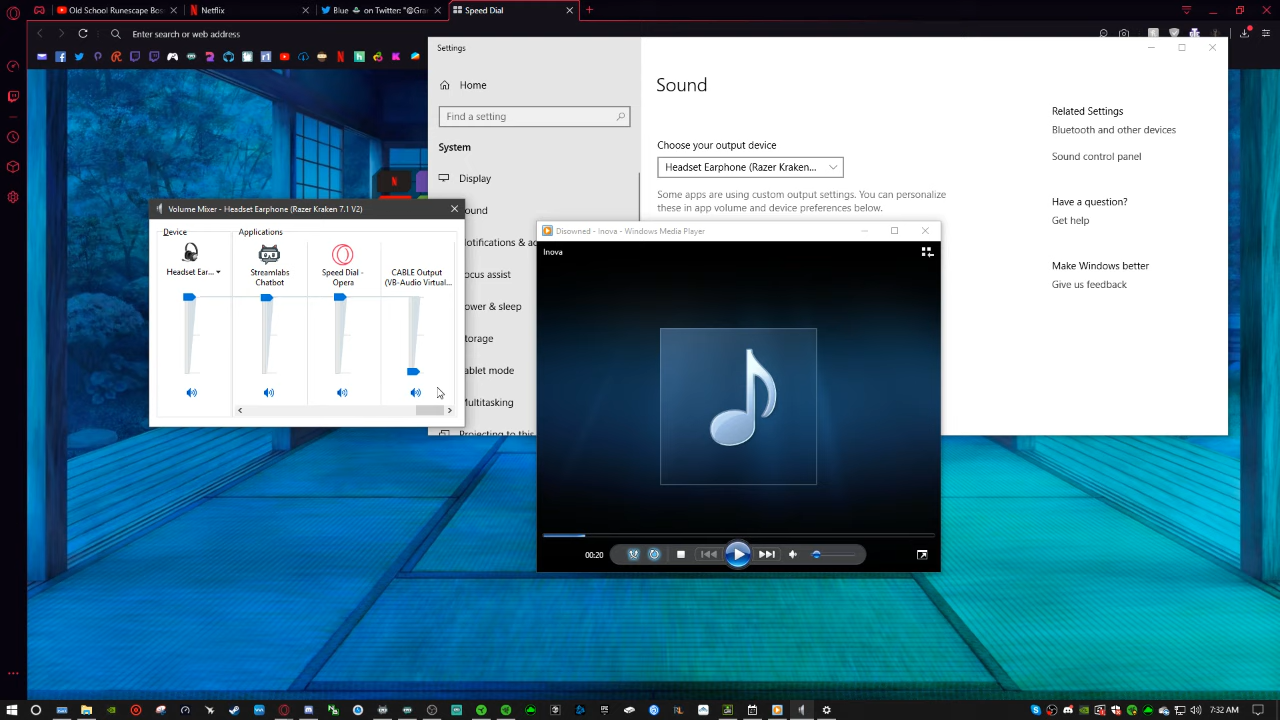 Old School Runescape Bos
Netflix
Blue
on Twitter: "@Gra
Speed Dial
Enter search or web address
Settings
Home
Find a setting
System
Display
ound
otifications & ac
ocus assist
ower & sleep
torage
ablet mode
Multitasking
Projecting to this
Sound
Choose your output device
Headset Earphone (Razer Kraken...
Some apps are using custom output settings. You can personalize
these in app volume and device preferences below.
Related Settings
Bluetooth and other devices
Sound control panel
Have a question?
Get help
Make Windows better
Give us feedback
Volume Mixer - Headset Earphone (Razer Kraken 7.1 V2)
Device
Applications
Headset Ear...
Streamlabs
Chatbot
Speed Dial -
Opera
CABLE Output
(VB-Audio Virtual...
Disowned - Inova - Windows Media Player
Inova
00:20
7:32 AM